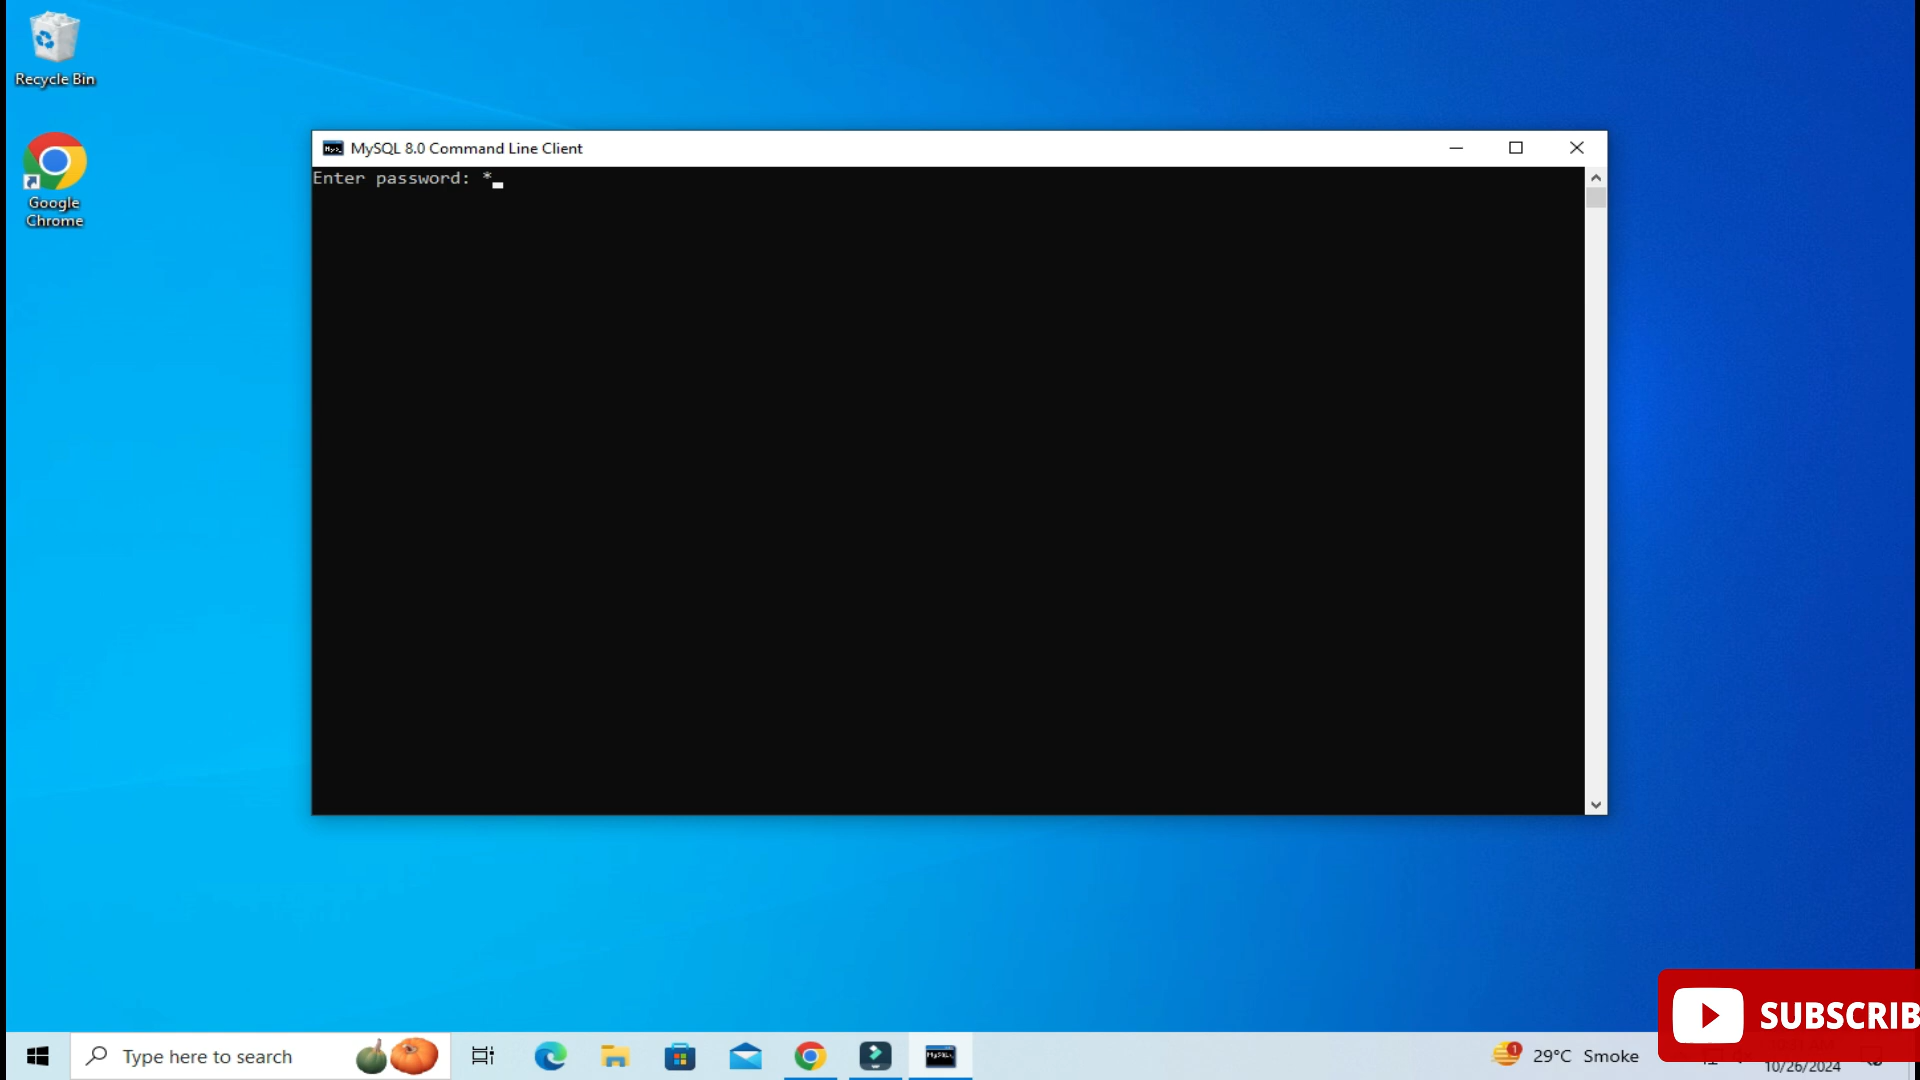 Recycle Bin
Google
Chrome
MySQL 8.0 Command Line Client
Enter password: *
Type here to search
29°C Smoke
10/26/2024
SUBSCRIB